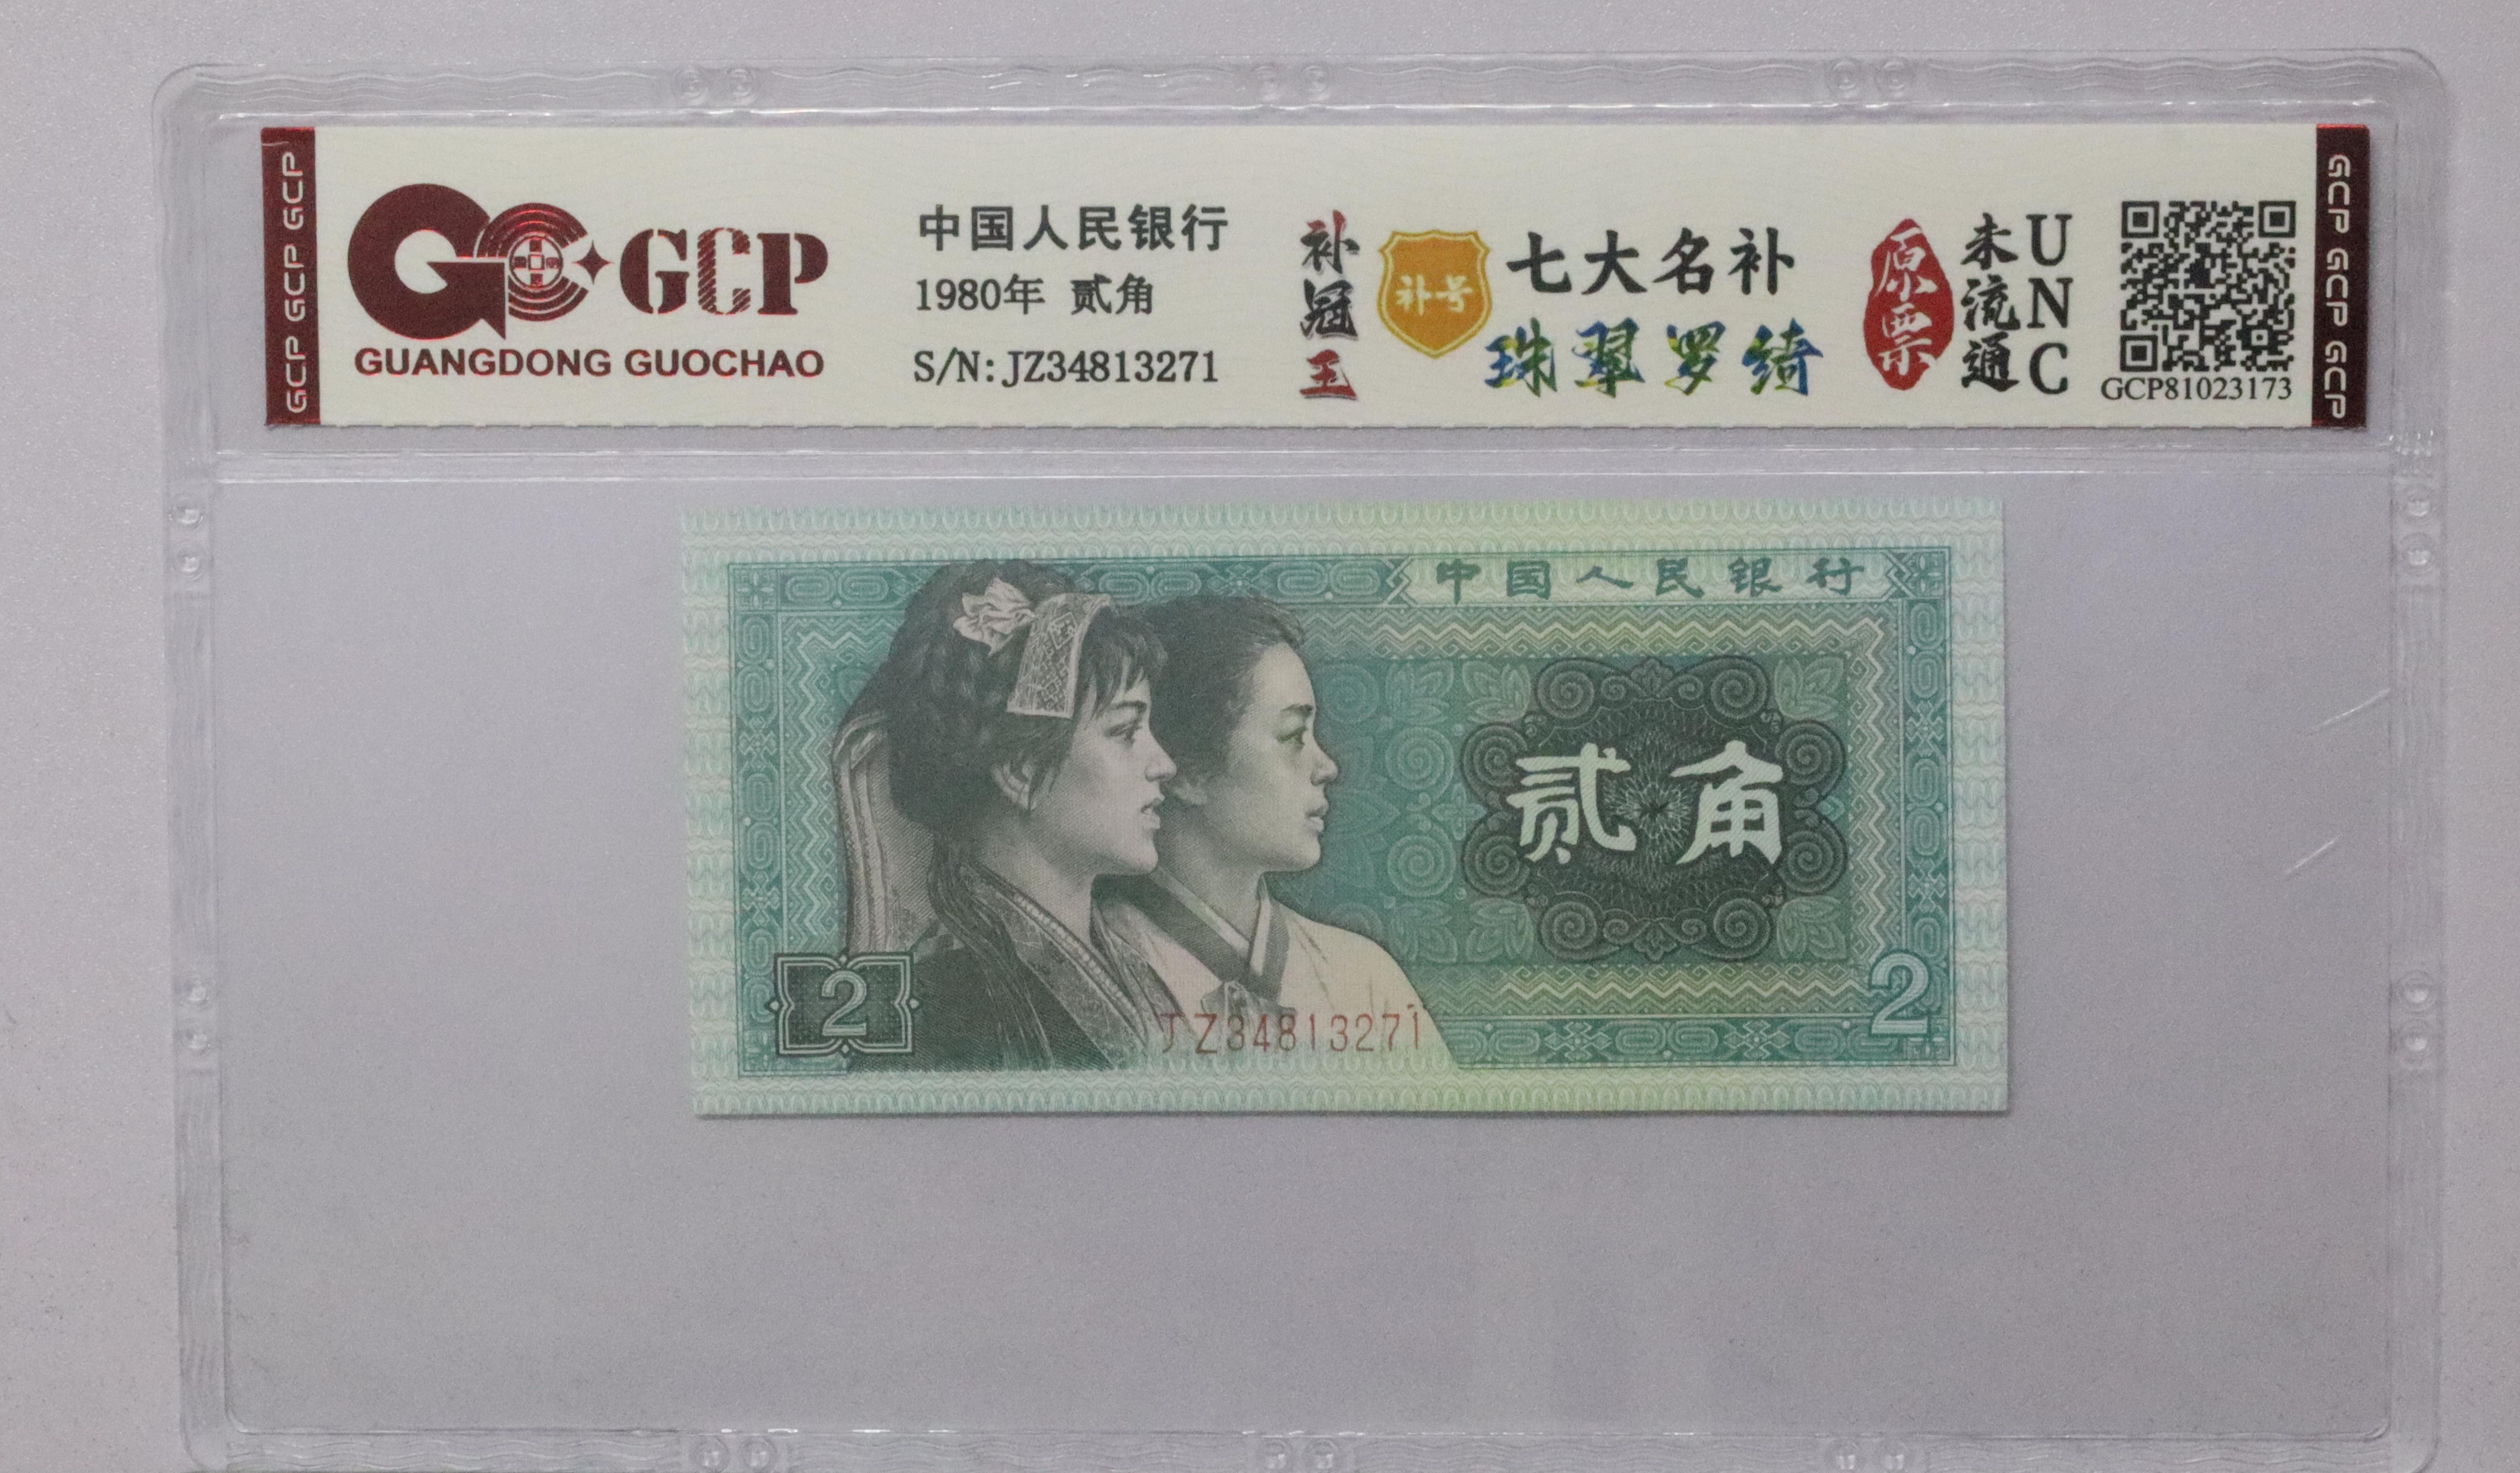 GCP GCP GCP
GCP
GUANGDONG GUOCHAO
中国人民银行
1980年 贰角
S/N: JZ34813271
补冠王
补号
七大名补
珠翠罗绮
原票
未流通
UNC
GCP81023173
GCP GCP GCP
中国人民银行
贰角
2
2
JZ34813271